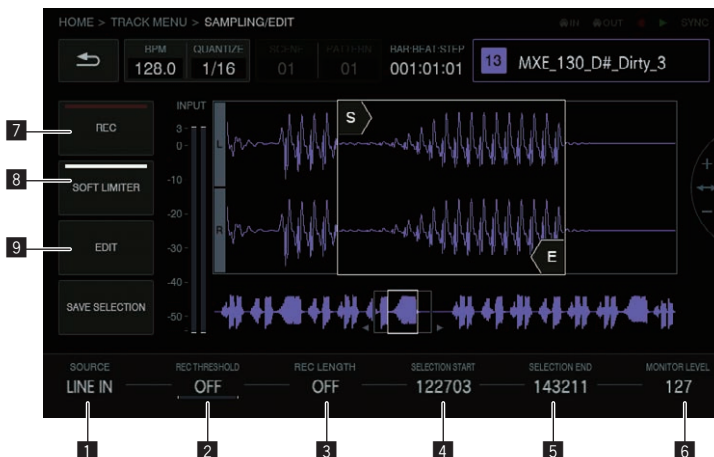 HOME > TRACK MENU > SAMPLING/EDIT
IN OUT SYNC
BPM 128.0
QUANTIZE 1/16
SCENE 01
PATTERN 01
BAR:BEAT:STEP 001:01:01
13 MXE_130_D#_Dirty_3
7
REC
8
SOFT LIMITER
9
EDIT
SAVE SELECTION
INPUT
3
0
-10
-20
-30
-40
-50
L
R
S
E
+
-
SOURCE
LINE IN
REC THRESHOLD
OFF
REC LENGTH
OFF
SELECTION START
122703
SELECTION END
143211
MONITOR LEVEL
127
1 2 3 4 5 6